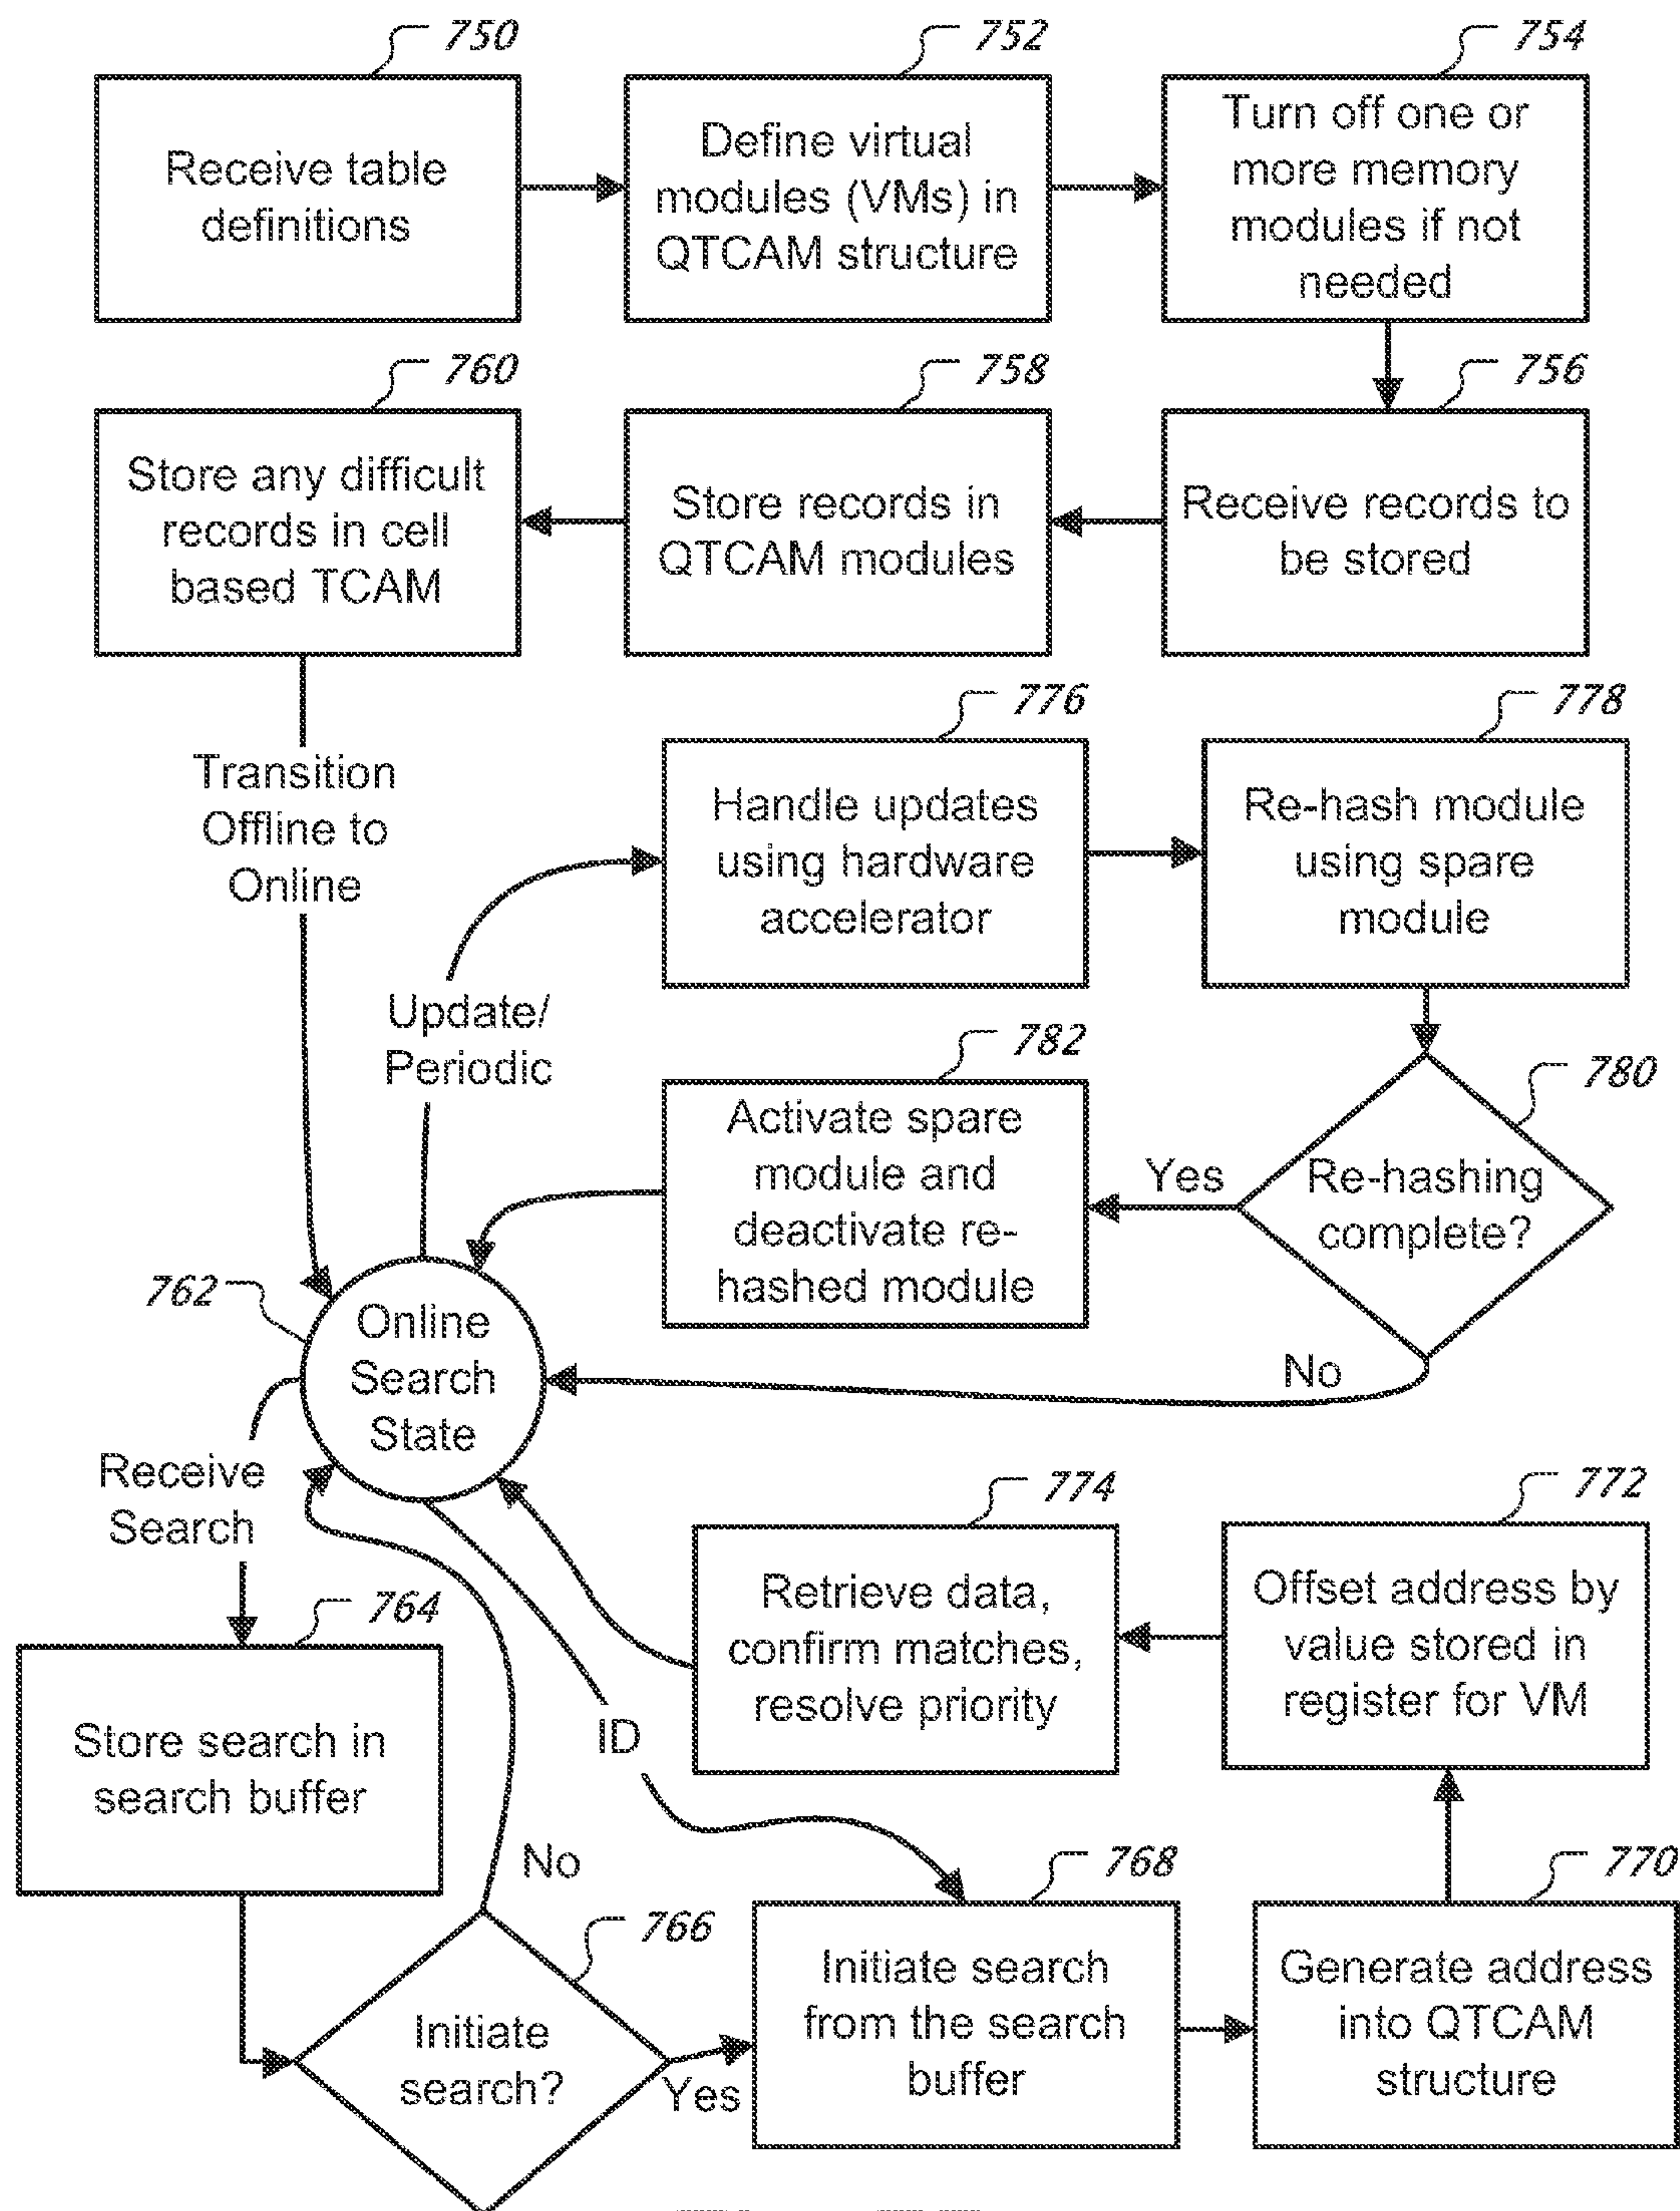 750
Receive table
definitions
752
Define virtual
modules (VMs) in
QTCAM structure
754
Turn off one or
more memory
modules if not
needed
760
Store any difficult
records in cell
based TCAM
758
Store records in
QTCAM modules
756
Receive records to
be stored
Transition
Offline to
Online
776
Handle updates
using hardware
accelerator
778
Re-hash module
using spare
module
Update/
Periodic
782
Activate spare
module and
deactivate re-
hashed module
Yes
780
Re-hashing
complete?
No
762
Online
Search
State
Receive
Search
774
Retrieve data,
confirm matches,
resolve priority
772
Offset address by
value stored in
register for VM
764
Store search in
search buffer
ID
No
766
Initiate
search?
Yes
768
Initiate search
from the search
buffer
770
Generate address
into QTCAM
structure